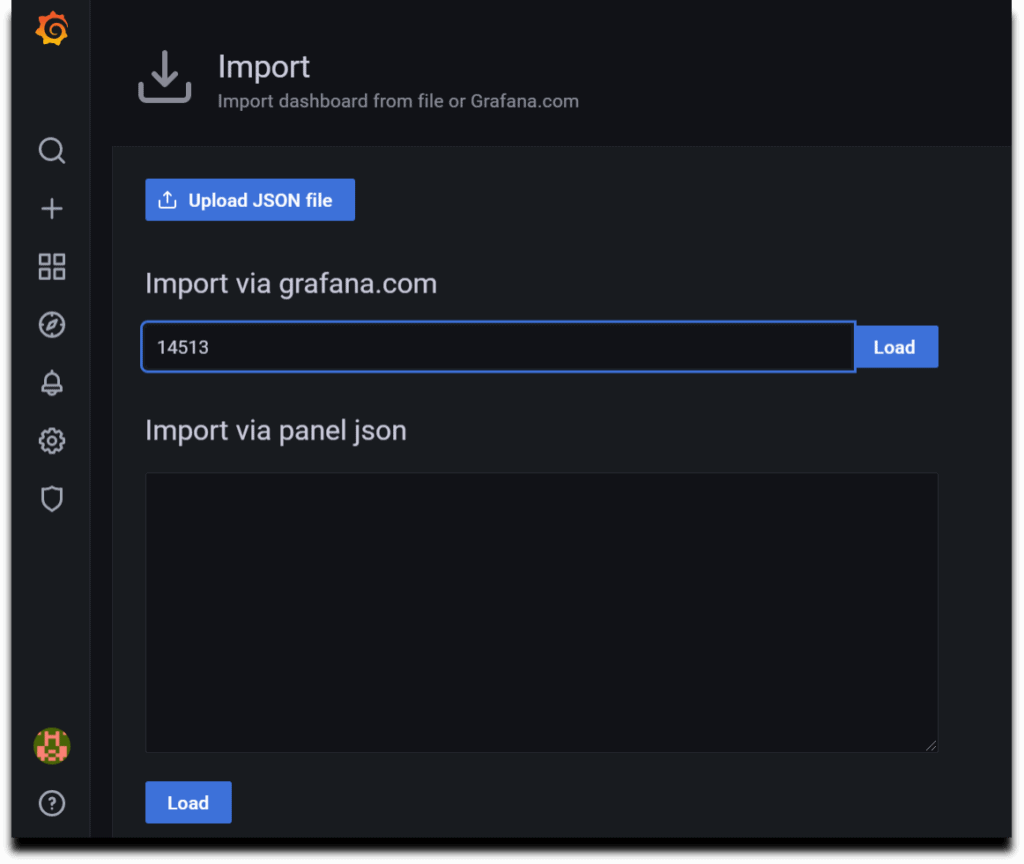 Import
Import dashboard from file or Grafana.com
Upload JSON file
Import via grafana.com
14513
Load
Import via panel json
Load